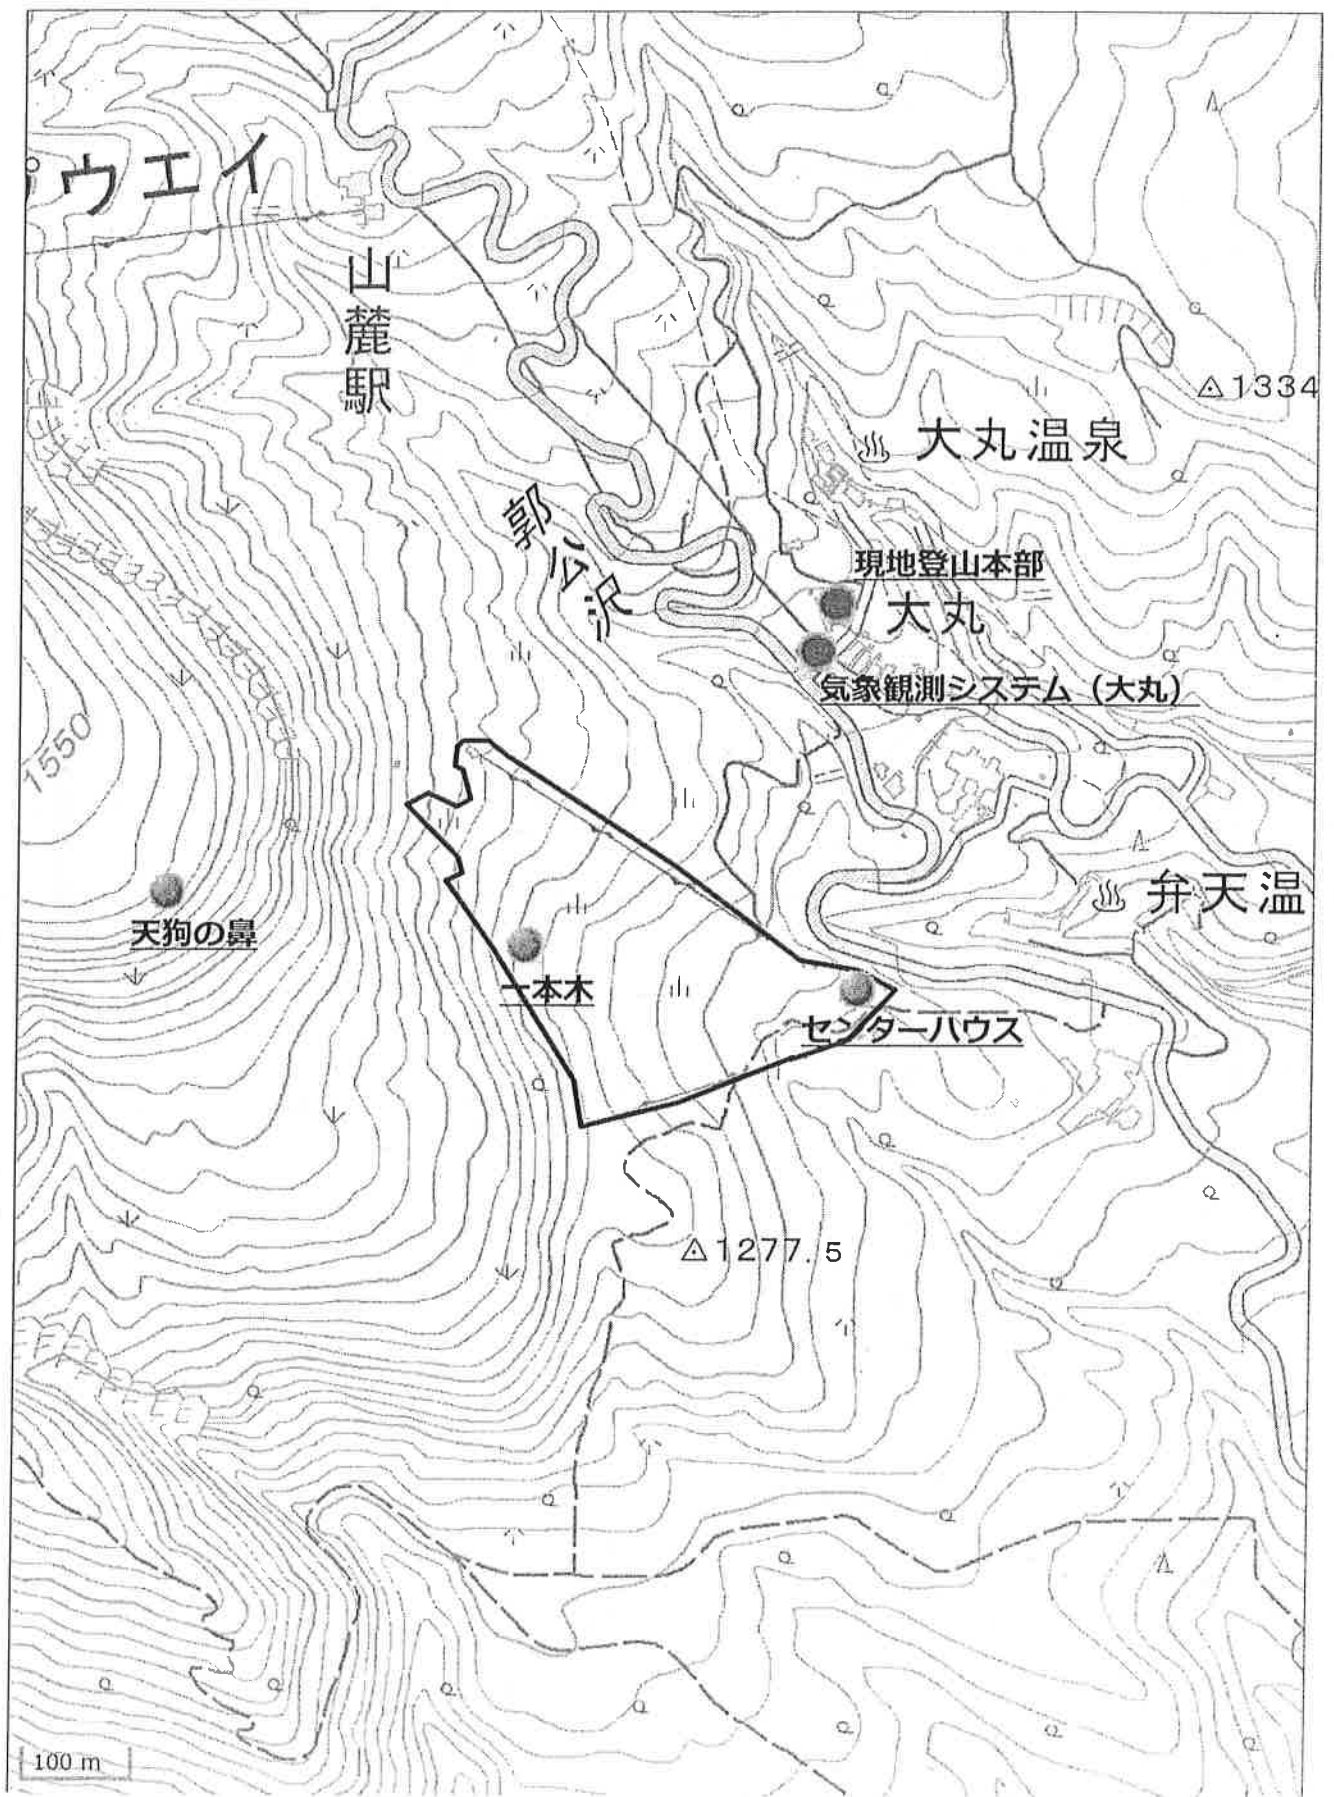 プウエイ
山麓駅
△1334
大丸温泉
郭公沢
現地登山本部
大丸
気象観測システム（大丸）
1550
弁天温
天狗の鼻
一本木
センターハウス
△1277.5
100 m